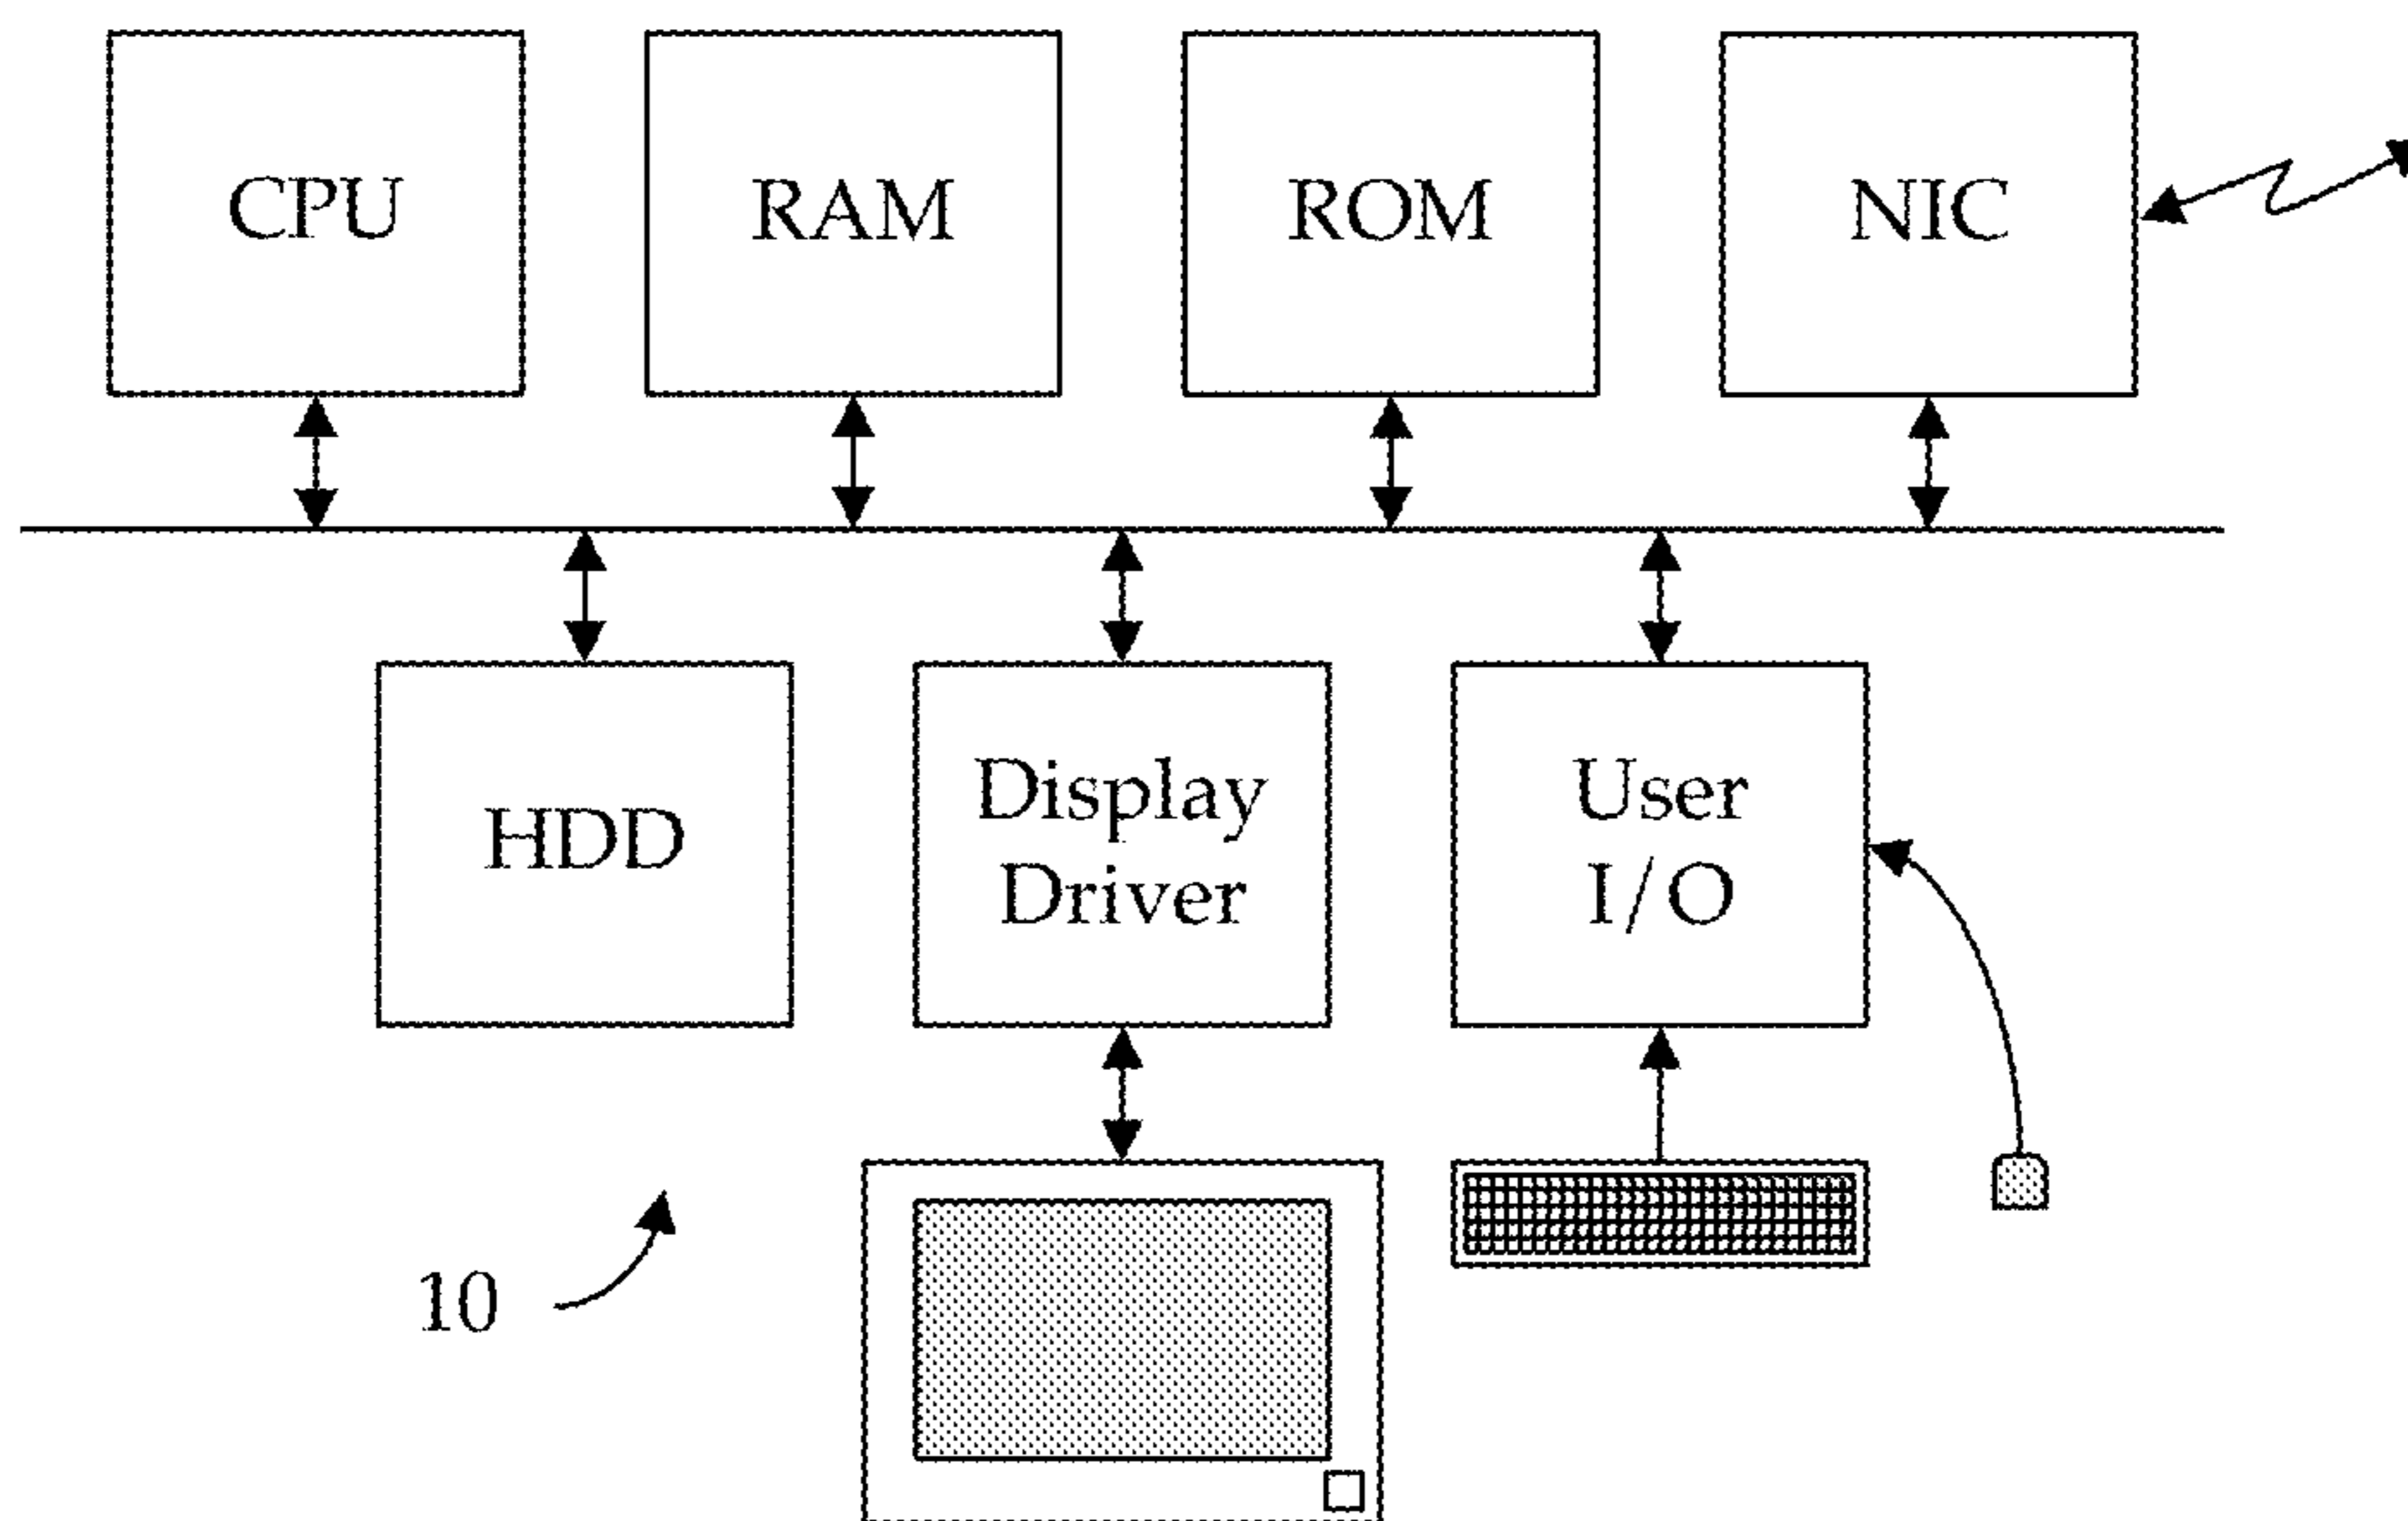 CPU
RAM
ROM
NIC
HDD
Display
Driver
User
I/O
10